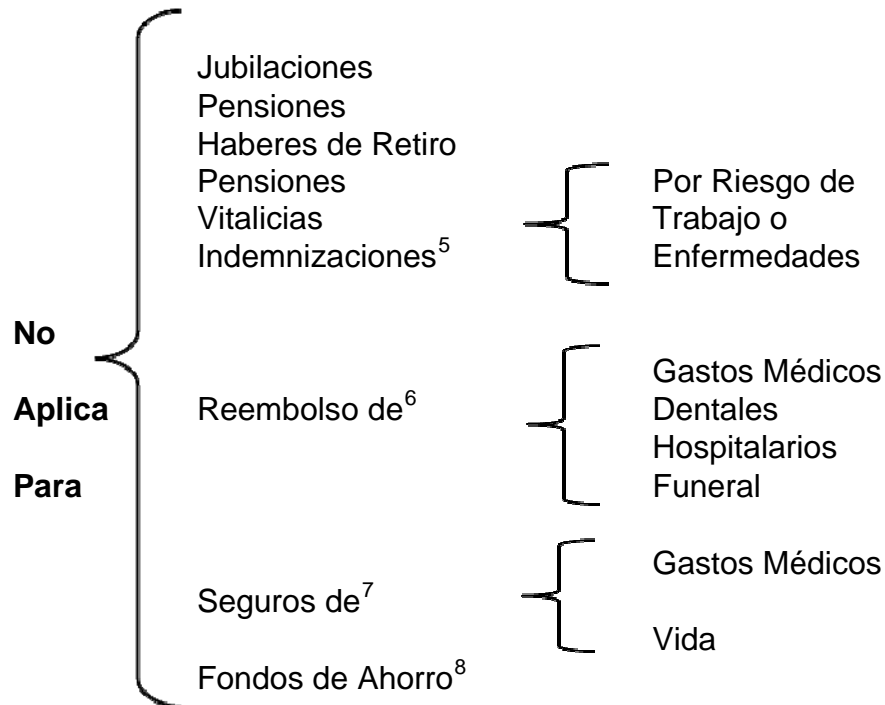 No
Aplica
Para
Jubilaciones
Pensiones
Haberes de Retiro
Pensiones
Vitalicias
Indemnizaciones5
Por Riesgo de
Trabajo o
Enfermedades
Reembolso de6
Gastos Médicos
Dentales
Hospitalarios
Funeral
Seguros de7
Gastos Médicos
Vida
Fondos de Ahorro8